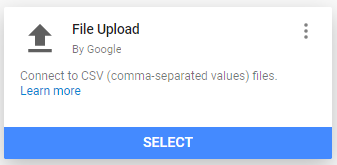 File Upload
By Google
Connect to CSV (comma-separated values) files.
Learn more
SELECT